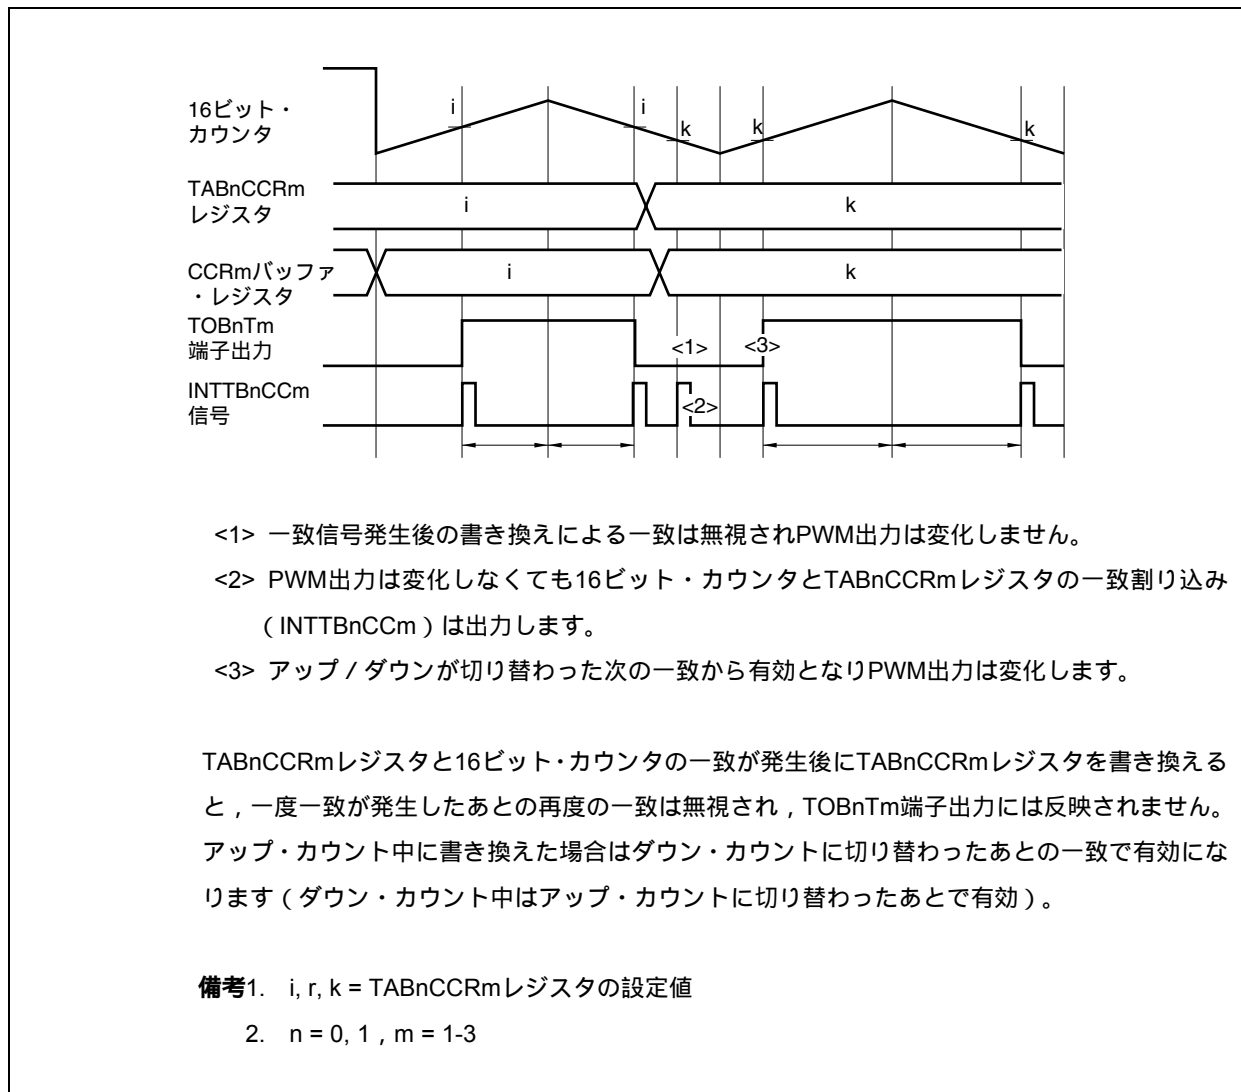 16ビット・
カウンタ
i
i
k
k
k
TABnCCRm
レジスタ
i
k
CCRmバッファ
・レジスタ
i
k
TOBnTm
端子出力
<1>
<3>
INTTBnCCm
信号
<2>
<1> 一致信号発生後の書き換えによる一致は無視されPWM出力は変化しません。
<2> PWM出力は変化しなくても16ビット・カウンタとTABnCCRmレジスタの一致割り込み
（INTTBnCCm）は出力します。
<3> アップ／ダウンが切り替わった次の一致から有効となりPWM出力は変化します。
TABnCCRmレジスタと16ビット・カウンタの一致が発生後にTABnCCRmレジスタを書き換える
と，一度一致が発生したあとの再度の一致は無視され，TOBnTm端子出力には反映されません。
アップ・カウント中に書き換えた場合はダウン・カウントに切り替わったあとの一致で有効にな
ります（ダウン・カウント中はアップ・カウントに切り替わったあとで有効）。
備考1. i, r, k = TABnCCRmレジスタの設定値
2. n = 0, 1，m = 1-3